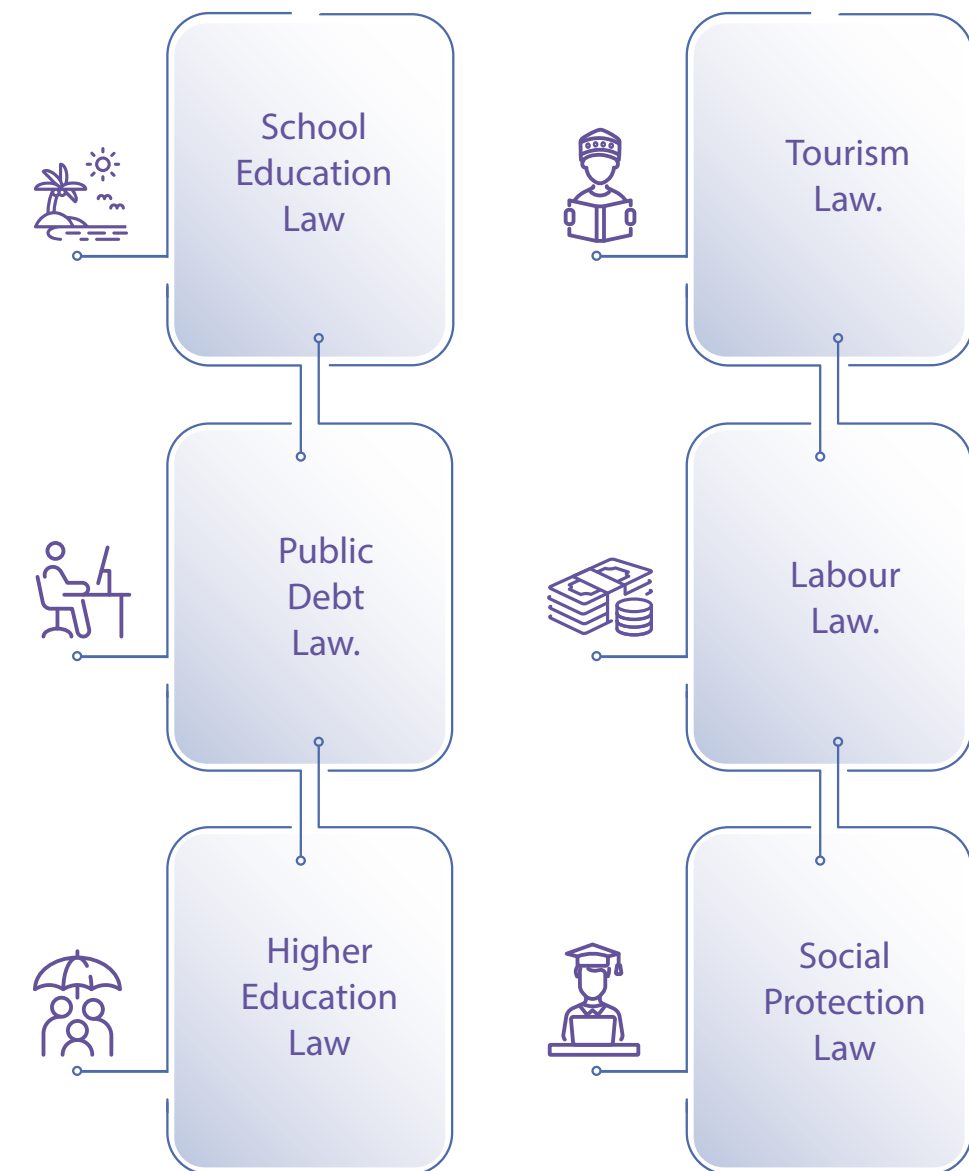 School
Education
Law
Tourism
Law.
Public
Debt
Law.
Labour
Law.
Higher
Education
Law
Social
Protection
Law